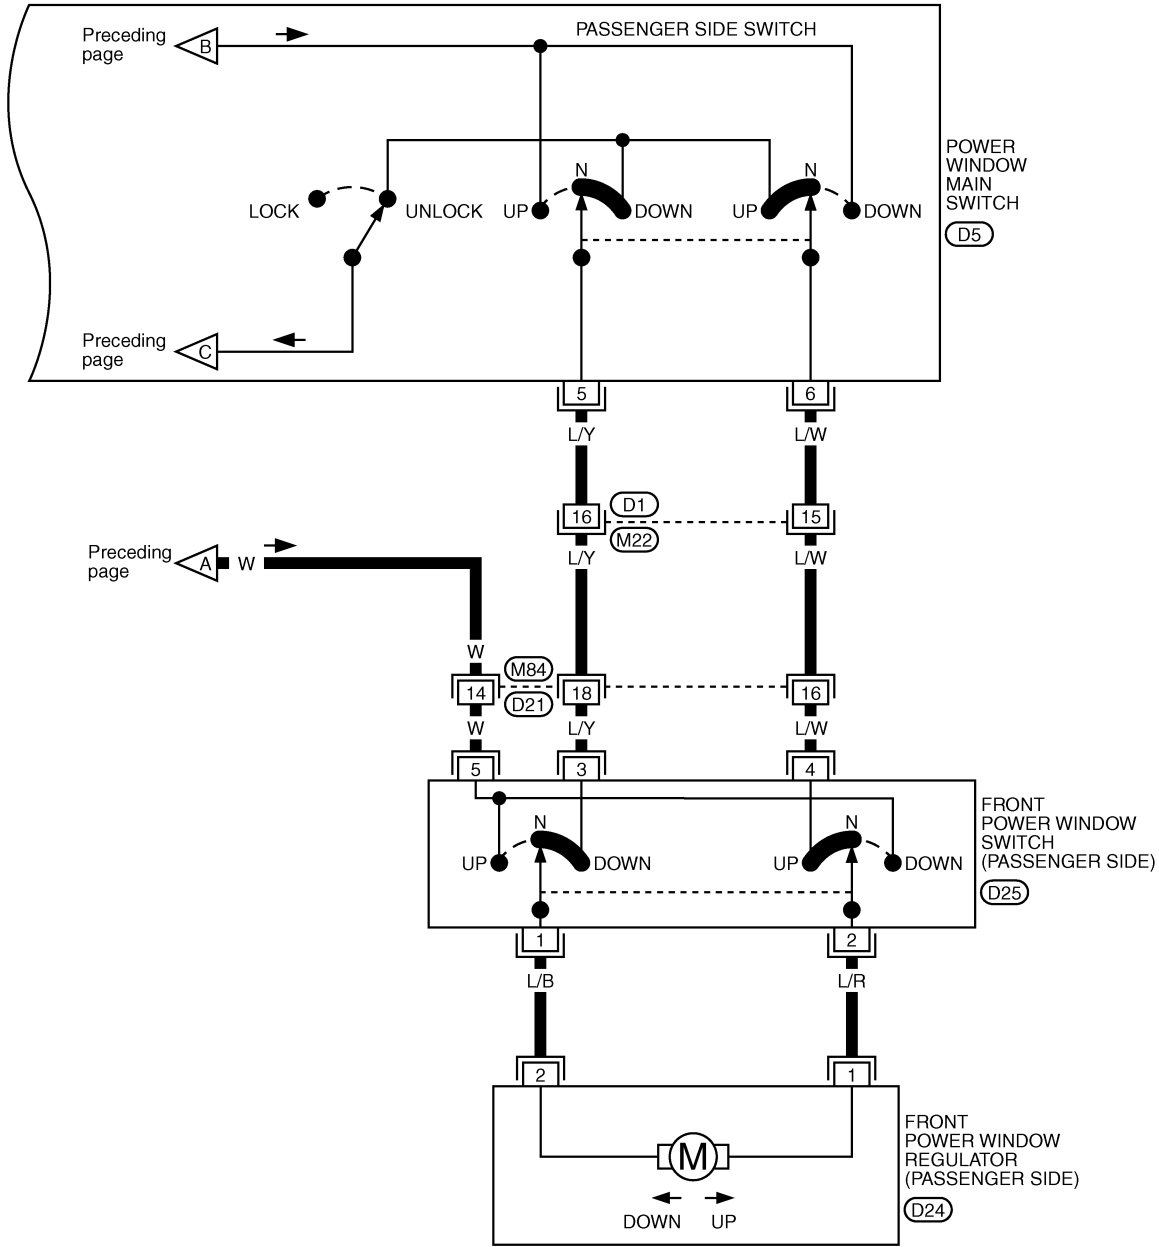 Preceding
page
B
PASSENGER SIDE SWITCH
LOCK
UNLOCK
UP
N
DOWN
UP
N
DOWN
POWER
WINDOW
MAIN
SWITCH
D5
Preceding
page
C
5
6
L/Y
L/W
16
D1
M22
15
L/Y
L/W
Preceding
page
A
W
W
14
M84
D21
18
16
W
L/Y
L/W
5
3
4
UP
N
DOWN
UP
N
DOWN
FRONT
POWER WINDOW
SWITCH
(PASSENGER SIDE)
D25
1
2
L/B
L/R
2
1
M
DOWN
UP
FRONT
POWER WINDOW
REGULATOR
(PASSENGER SIDE)
D24